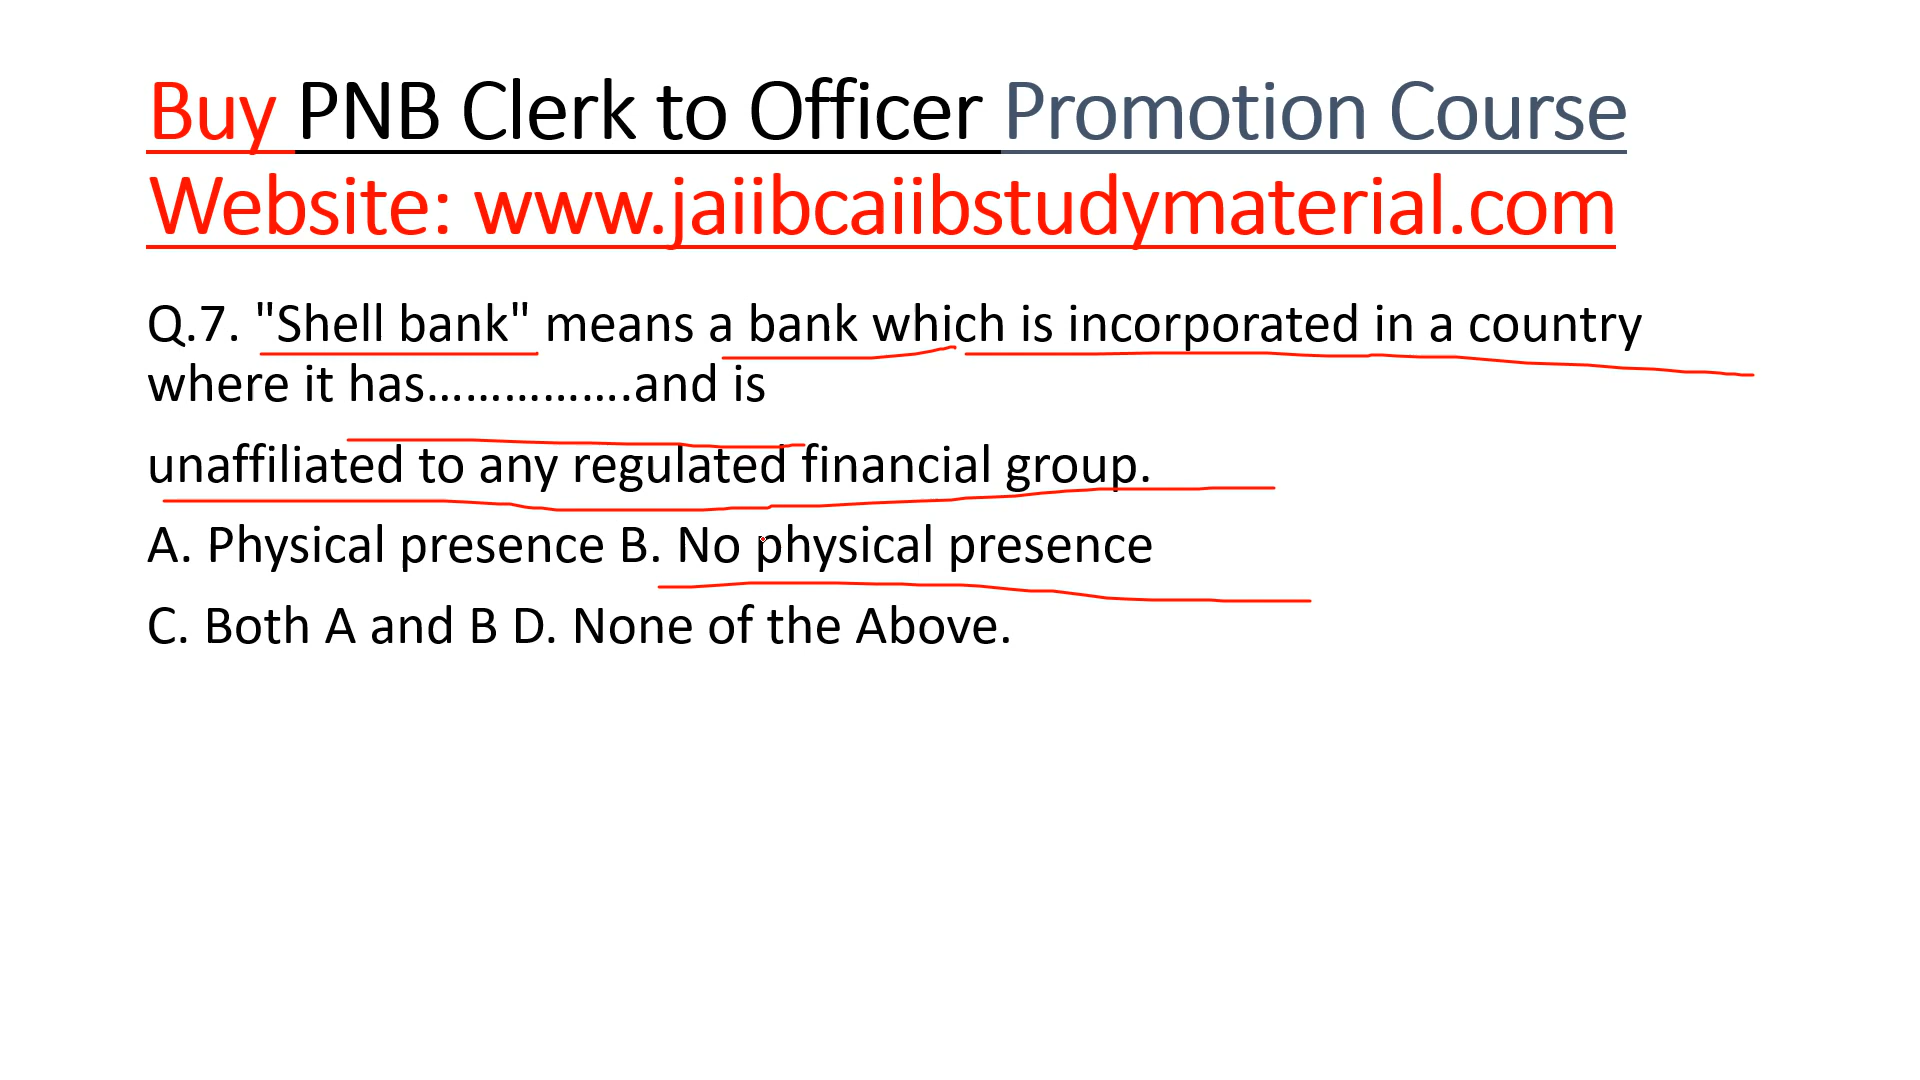 Buy PNB Clerk to Officer Promotion Course
Website: www.jaiibcaiibstudymaterial.com
Q.7. "Shell bank" means a bank which is incorporated in a country
where it has................and is
unaffiliated to any regulated financial group.
A. Physical presence B. No physical presence
C. Both A and B D. None of the Above.